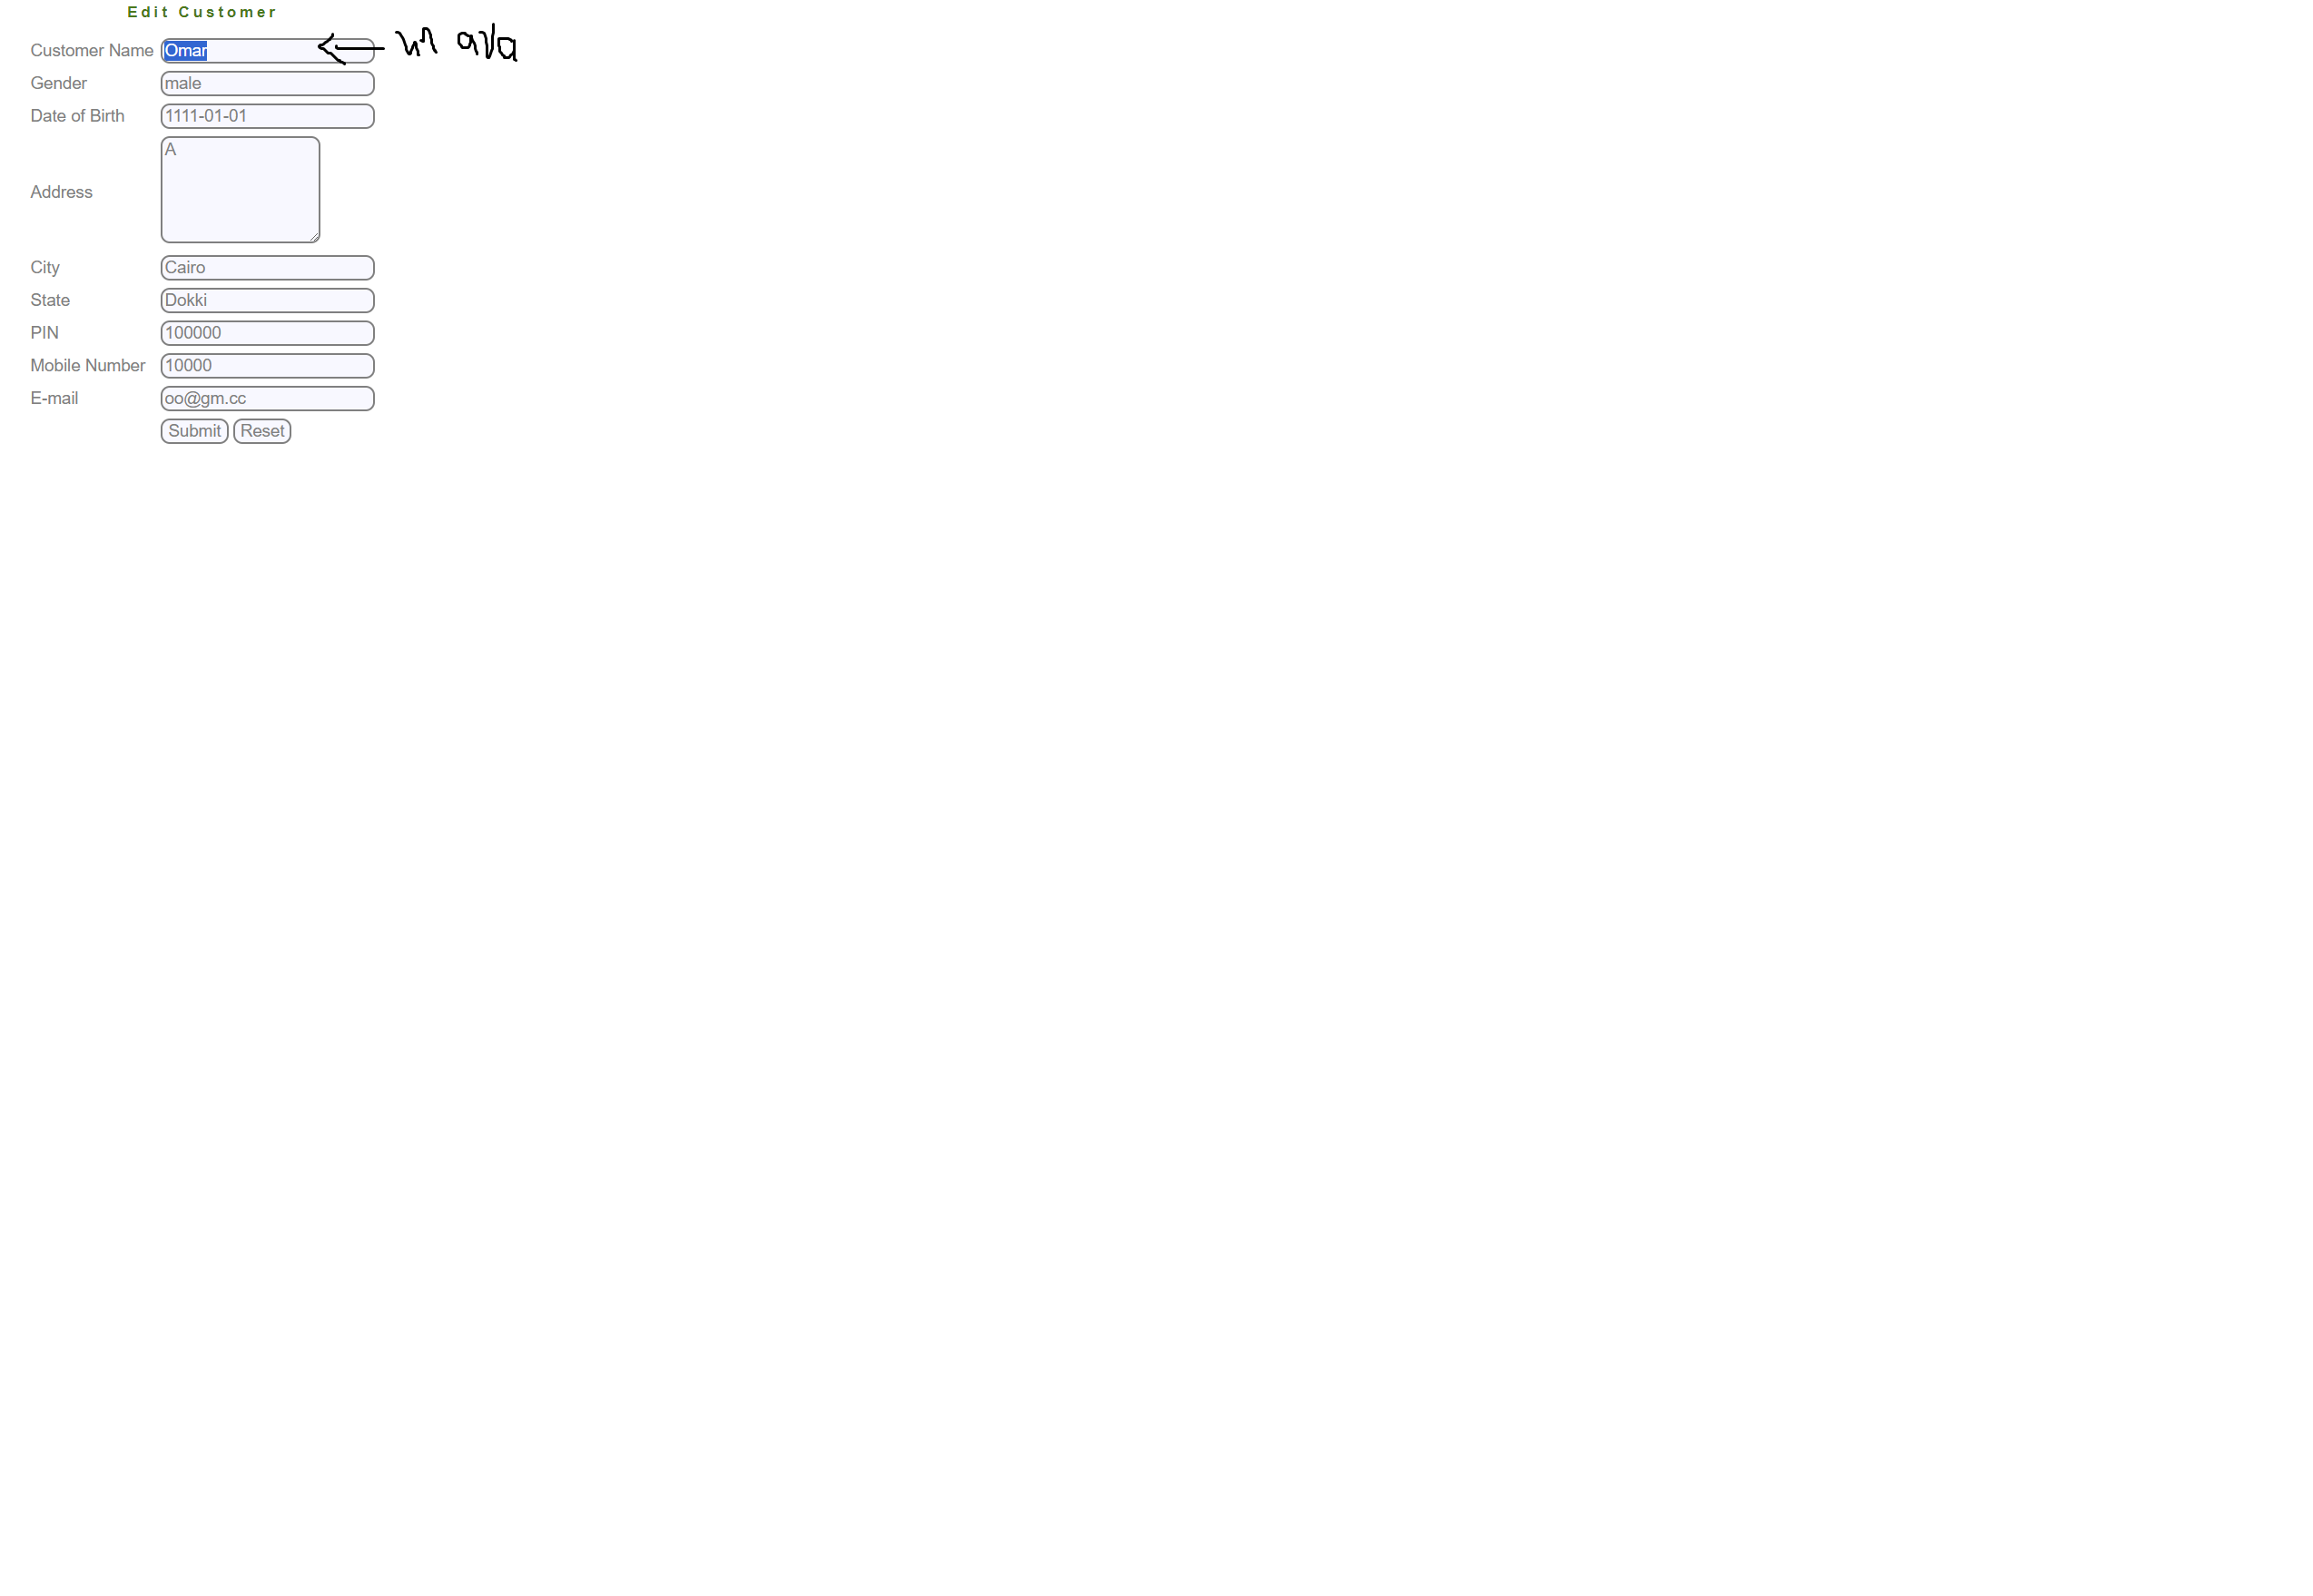 Edit Customer
Customer Name Omar
Gender male
Date of Birth 1111-01-01
Address A
City Cairo
State Dokki
PIN 100000
Mobile Number 10000
E-mail oo@gm.cc
Submit Reset